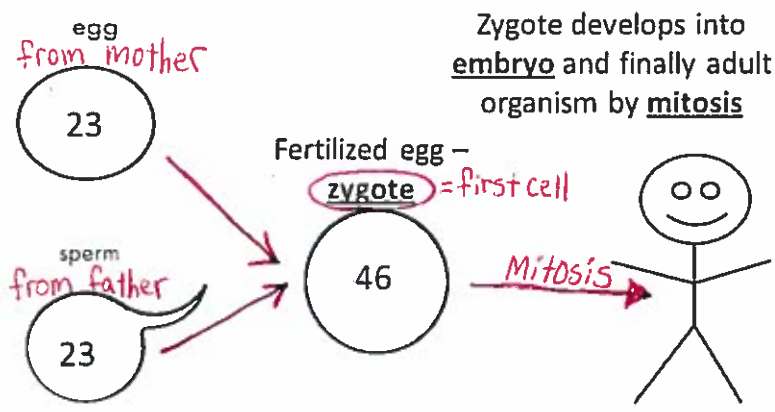 egg
from mother
23
sperm
from father
23
Fertilized egg –
zygote = first cell
46
Mitosis
Zygote develops into
embryo and finally adult
organism by mitosis